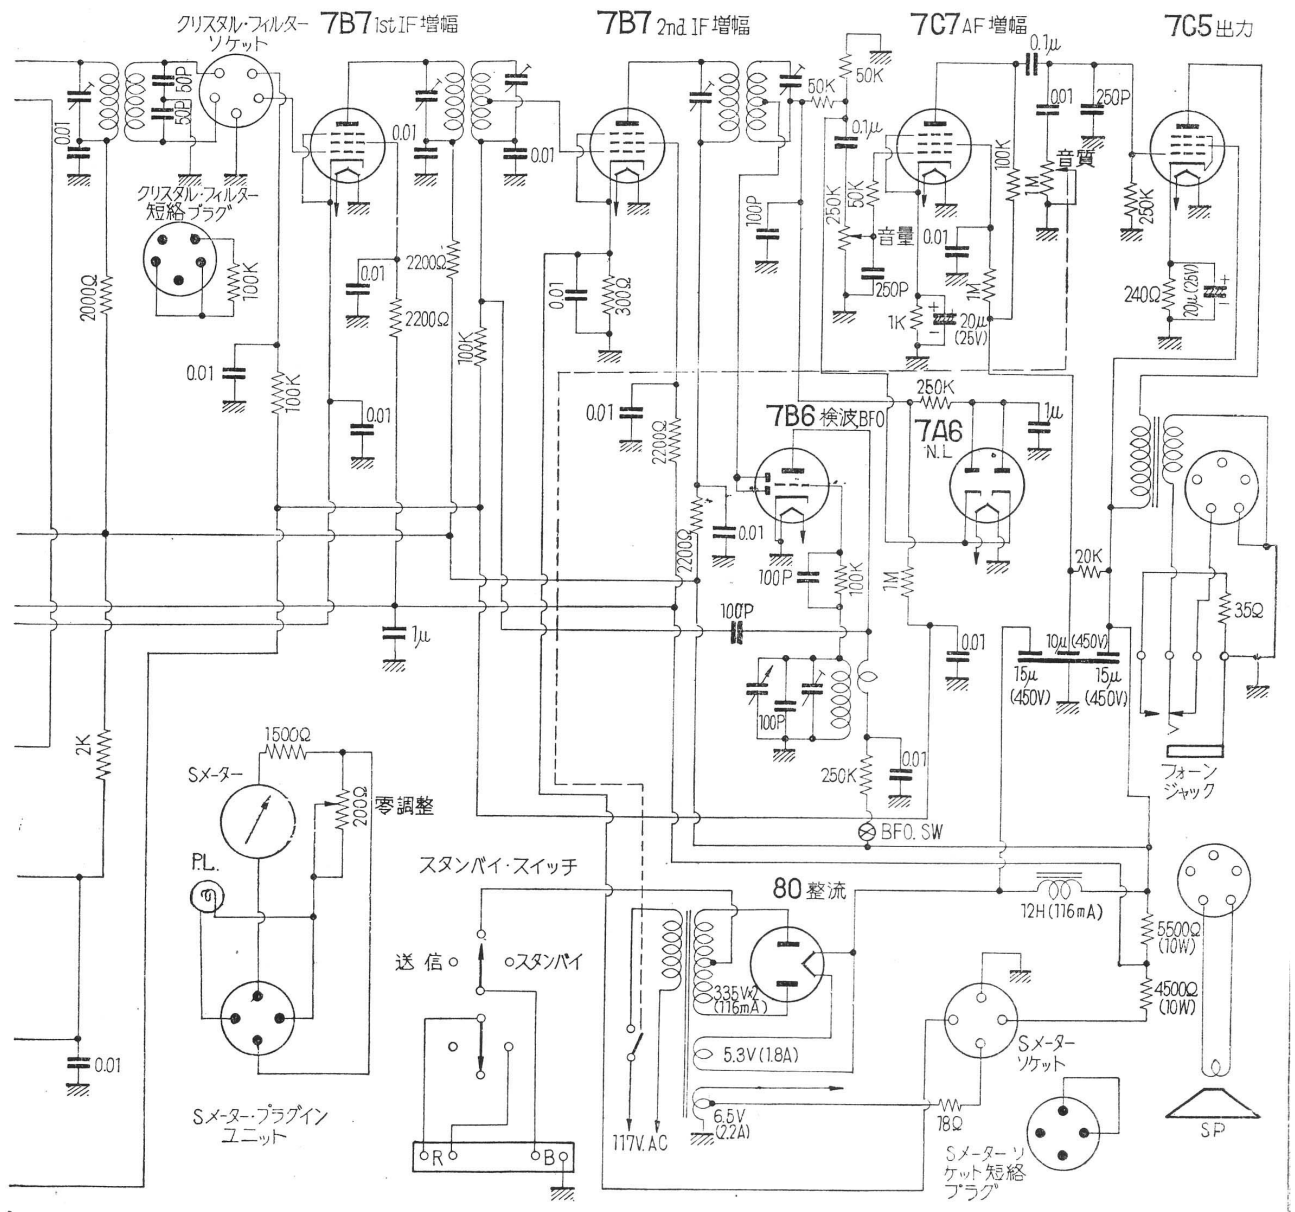 クリスタル・フィルター
ソケット
7B7 1st IF 増幅
7B7 2nd IF 増幅
7C7 AF 増幅
7C5 出力
0.1μ
50K
50K
50P
50P
0.01
0.01
0.01
0.01
250P
0.1μ
100K
音質
1M
クリスタル・フィルター
短絡プラグ
100K
2000Ω
250K
50K
音量
100P
250P
0.01
1M
250K
2200Ω
0.01
2200Ω
0.01
300Ω
1K
20μ
(25V)
240Ω
20μ(25V)
0.01
100K
100K
0.01
0.01
2200Ω
7B6 検波,BFO
250K
7A6
N.L
1μ
2200Ω
0.01
100P
100K
1M
20K
35Ω
1μ
100P
0.01
10μ(450V)
15μ
(450V)
15μ
(450V)
100P
2K
1500Ω
Sメーター
200Ω
零調整
250K
0.01
BFO. SW
フォーン
ジャック
P.L.
スタンバイ・スイッチ
80 整流
12H(116mA)
5500Ω
(10W)
4500Ω
(10W)
送信
スタンバイ
335V×2
(116mA)
5.3V(1.8A)
Sメーター
ソケット
0.01
6.5V
(2.2A)
18Ω
117V.AC
Sメーター・プラグイン
ユニット
R
B
Sメーターソ
ケット短絡
プラグ
SP